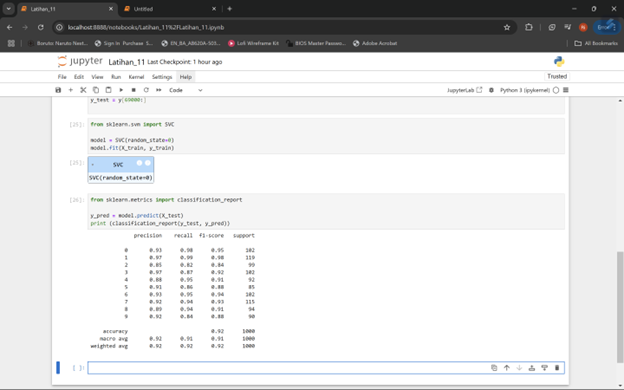 Latihan_11
Untitled
localhost:8888/notebooks/Latihan_11%2FLatihan_11.ipynb
Boruto: Naruto Next...
Sign In Purchase S...
Lofi Wireframe Kit
BIOS Master Passwo...
Adobe Acrobat
All Bookmarks
jupyter Latihan_11 Last Checkpoint: 1 hour ago
File Edit View Run Kernel Settings Help
Trusted
Code
JupyterLab
Python 3 (ipykernel)
y_test = y[69000:]
[25]:
from sklearn.svm import SVC
model = SVC(random_state=0)
model.fit(X_train, y_train)
[25]:
SVC
SVC(random_state=0)
[26]:
from sklearn.metrics import classification_report
y_pred = model.predict(X_test)
print (classification_report(y_test, y_pred))
precision recall f1-score support
0 0.93 0.98 0.95 102
1 0.97 0.99 0.98 119
2 0.85 0.82 0.84 99
3 0.97 0.87 0.92 102
4 0.88 0.95 0.91 92
5 0.91 0.86 0.88 85
6 0.93 0.95 0.94 102
7 0.92 0.94 0.93 115
8 0.89 0.94 0.91 94
9 0.92 0.84 0.88 90
accuracy 0.92 1000
macro avg 0.92 0.91 0.91 1000
weighted avg 0.92 0.92 0.92 1000
[ ]: